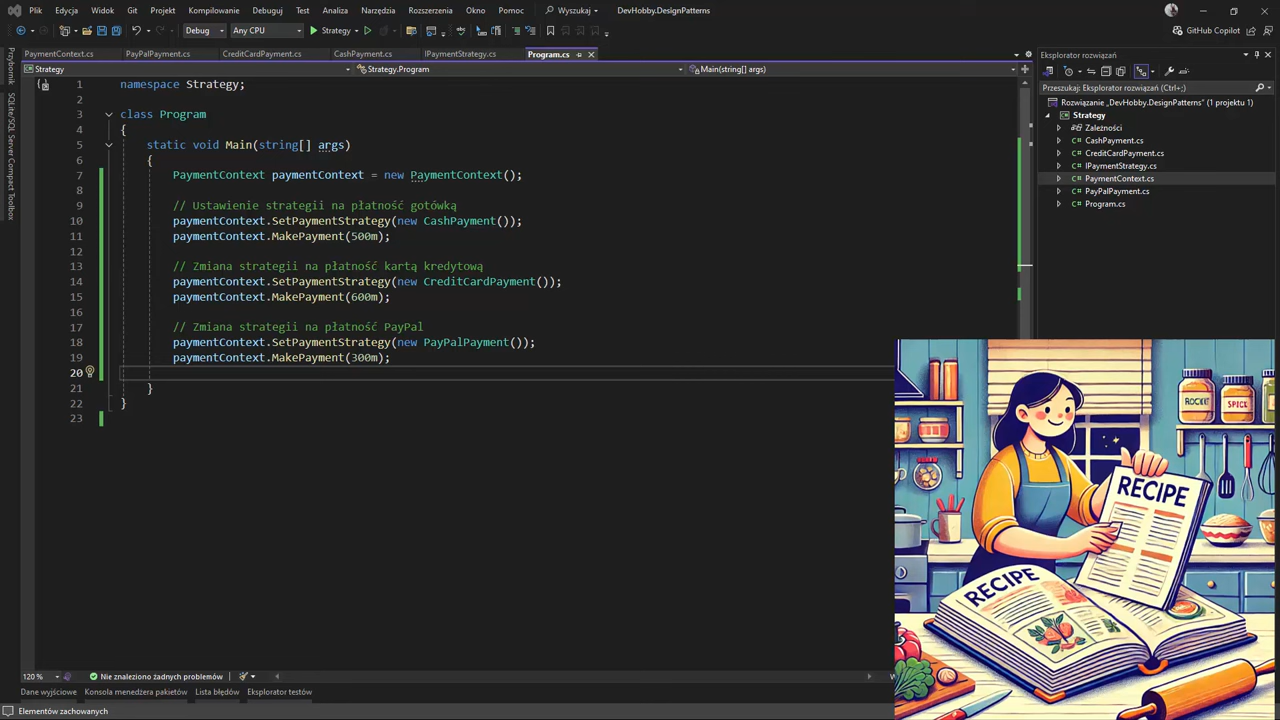 Plik Edycja Widok Git Projekt Kompilowanie Debuguj Test Analiza Narzędzia Rozszerzenia Okno Pomoc Wyszukaj DevHobby.DesignPatterns
Debug Any CPU Strategy GitHub Copilot
Przybornik
SQLite/SQL Server Compact Toolbox
PaymentContext.cs PayPalPayment.cs CreditCardPayment.cs CashPayment.cs IPaymentStrategy.cs Program.cs
Strategy Strategy.Program Main(string[] args)
1 namespace Strategy;
2
3 class Program
4 {
5 static void Main(string[] args)
6 {
7 PaymentContext paymentContext = new PaymentContext();
8
9 // Ustawienie strategii na płatność gotówką
10 paymentContext.SetPaymentStrategy(new CashPayment());
11 paymentContext.MakePayment(500m);
12
13 // Zmiana strategii na płatność kartą kredytową
14 paymentContext.SetPaymentStrategy(new CreditCardPayment());
15 paymentContext.MakePayment(600m);
16
17 // Zmiana strategii na płatność PayPal
18 paymentContext.SetPaymentStrategy(new PayPalPayment());
19 paymentContext.MakePayment(300m);
20
21 }
22 }
23
Eksplorator rozwiązań
Przeszukaj: Eksplorator rozwiązań (Ctrl+;)
Rozwiązanie „DevHobby.DesignPatterns" (1 projektu 1)
Strategy
Zależności
CashPayment.cs
CreditCardPayment.cs
IPaymentStrategy.cs
PaymentContext.cs
PayPalPayment.cs
Program.cs
SPICE
RECIPE
RECIPE
120 % Nie znaleziono żadnych problemów
Dane wyjściowe Konsola menedżera pakietów Lista błędów Eksplorator testów
Elementów zachowanych